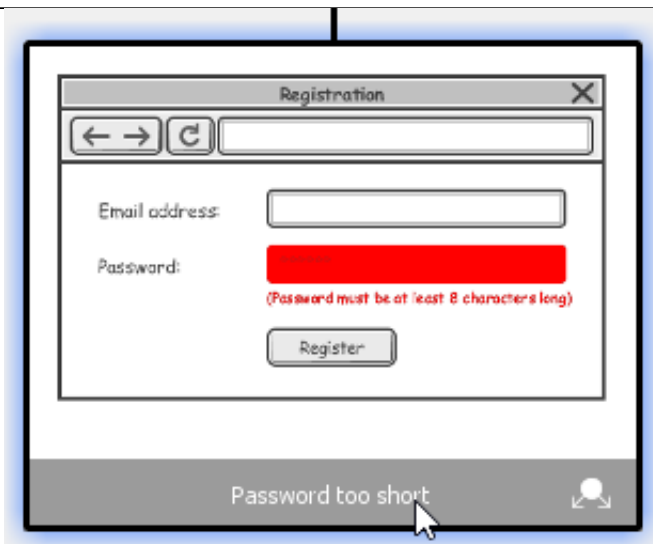 Registration
Email address:
Password:
(Password must be at least 8 characters long)
Register
Password too short